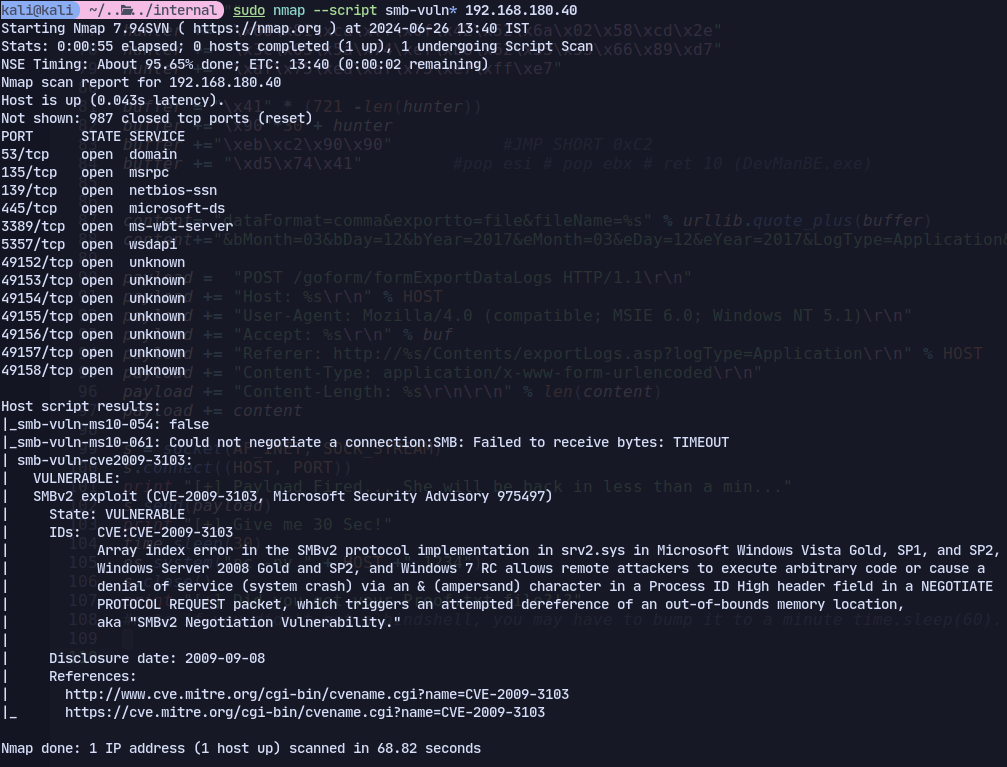 kali@kali ~/../../internal sudo nmap --script smb-vuln* 192.168.180.40
Starting Nmap 7.94SVN ( https://nmap.org ) at 2024-06-24 13:40 IST
Stats: 0:00:55 elapsed; 0 hosts completed (1 up), 1 undergoing Script Scan
NSE Timing: About 95.65% done; ETC: 13:40 (0:00:02 remaining)
Nmap scan report for 192.168.180.40
Host is up (0.043s latency).
Not shown: 987 closed tcp ports (reset)
PORT      STATE SERVICE
53/tcp    open  domain
135/tcp   open  msrpc
139/tcp   open  netbios-ssn
445/tcp   open  microsoft-ds
3389/tcp  open  ms-wbt-server
5357/tcp  open  wsdapi
49152/tcp open  unknown
49153/tcp open  unknown
49154/tcp open  unknown
49155/tcp open  unknown
49156/tcp open  unknown
49157/tcp open  unknown
49158/tcp open  unknown
Host script results:
|_smb-vuln-ms10-054: false
|_smb-vuln-ms10-061: Could not negotiate a connection:SMB: Failed to receive bytes: TIMEOUT
| smb-vuln-cve2009-3103:
|   VULNERABLE:
|   SMBv2 exploit (CVE-2009-3103, Microsoft Security Advisory 975497)
|     State: VULNERABLE
|     IDs:  CVE:CVE-2009-3103
|           Array index error in the SMBv2 protocol implementation in srv2.sys in Microsoft Windows Vista Gold, SP1, and SP2,
|           Windows Server 2008 Gold and SP2, and Windows 7 RC allows remote attackers to execute arbitrary code or cause a
|           denial of service (system crash) via an & (ampersand) character in a Process ID High header field in a NEGOTIATE
|           PROTOCOL REQUEST packet, which triggers an attempted dereference of an out-of-bounds memory location,
|           aka "SMBv2 Negotiation Vulnerability."
|
|     Disclosure date: 2009-09-08
|     References:
|       http://www.cve.mitre.org/cgi-bin/cvename.cgi?name=CVE-2009-3103
|_      https://cve.mitre.org/cgi-bin/cvename.cgi?name=CVE-2009-3103
Nmap done: 1 IP address (1 host up) scanned in 68.82 seconds